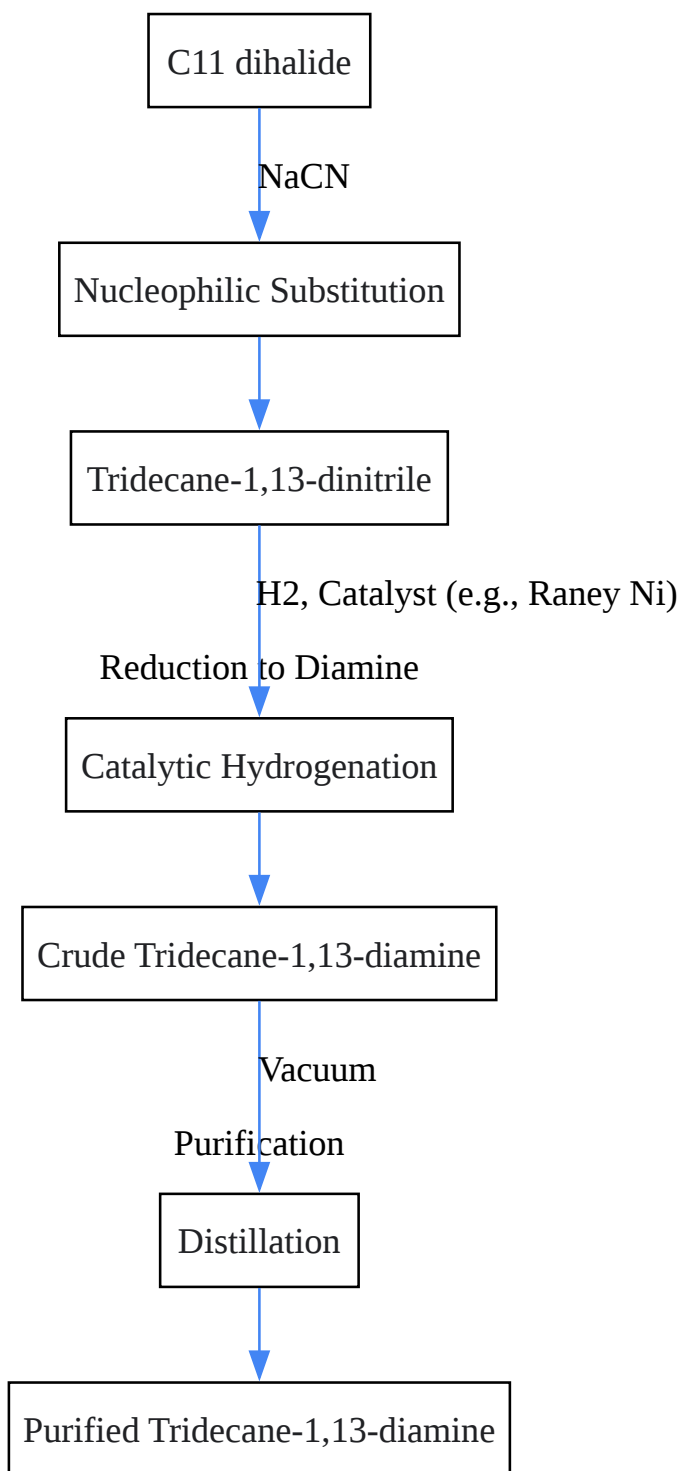 C11 dihalide
NaCN
Nucleophilic Substitution
Tridecane-1,13-dinitrile
H2, Catalyst (e.g., Raney Ni)
Reduction to Diamine
Catalytic Hydrogenation
Crude Tridecane-1,13-diamine
Vacuum
Purification
Distillation
Purified Tridecane-1,13-diamine